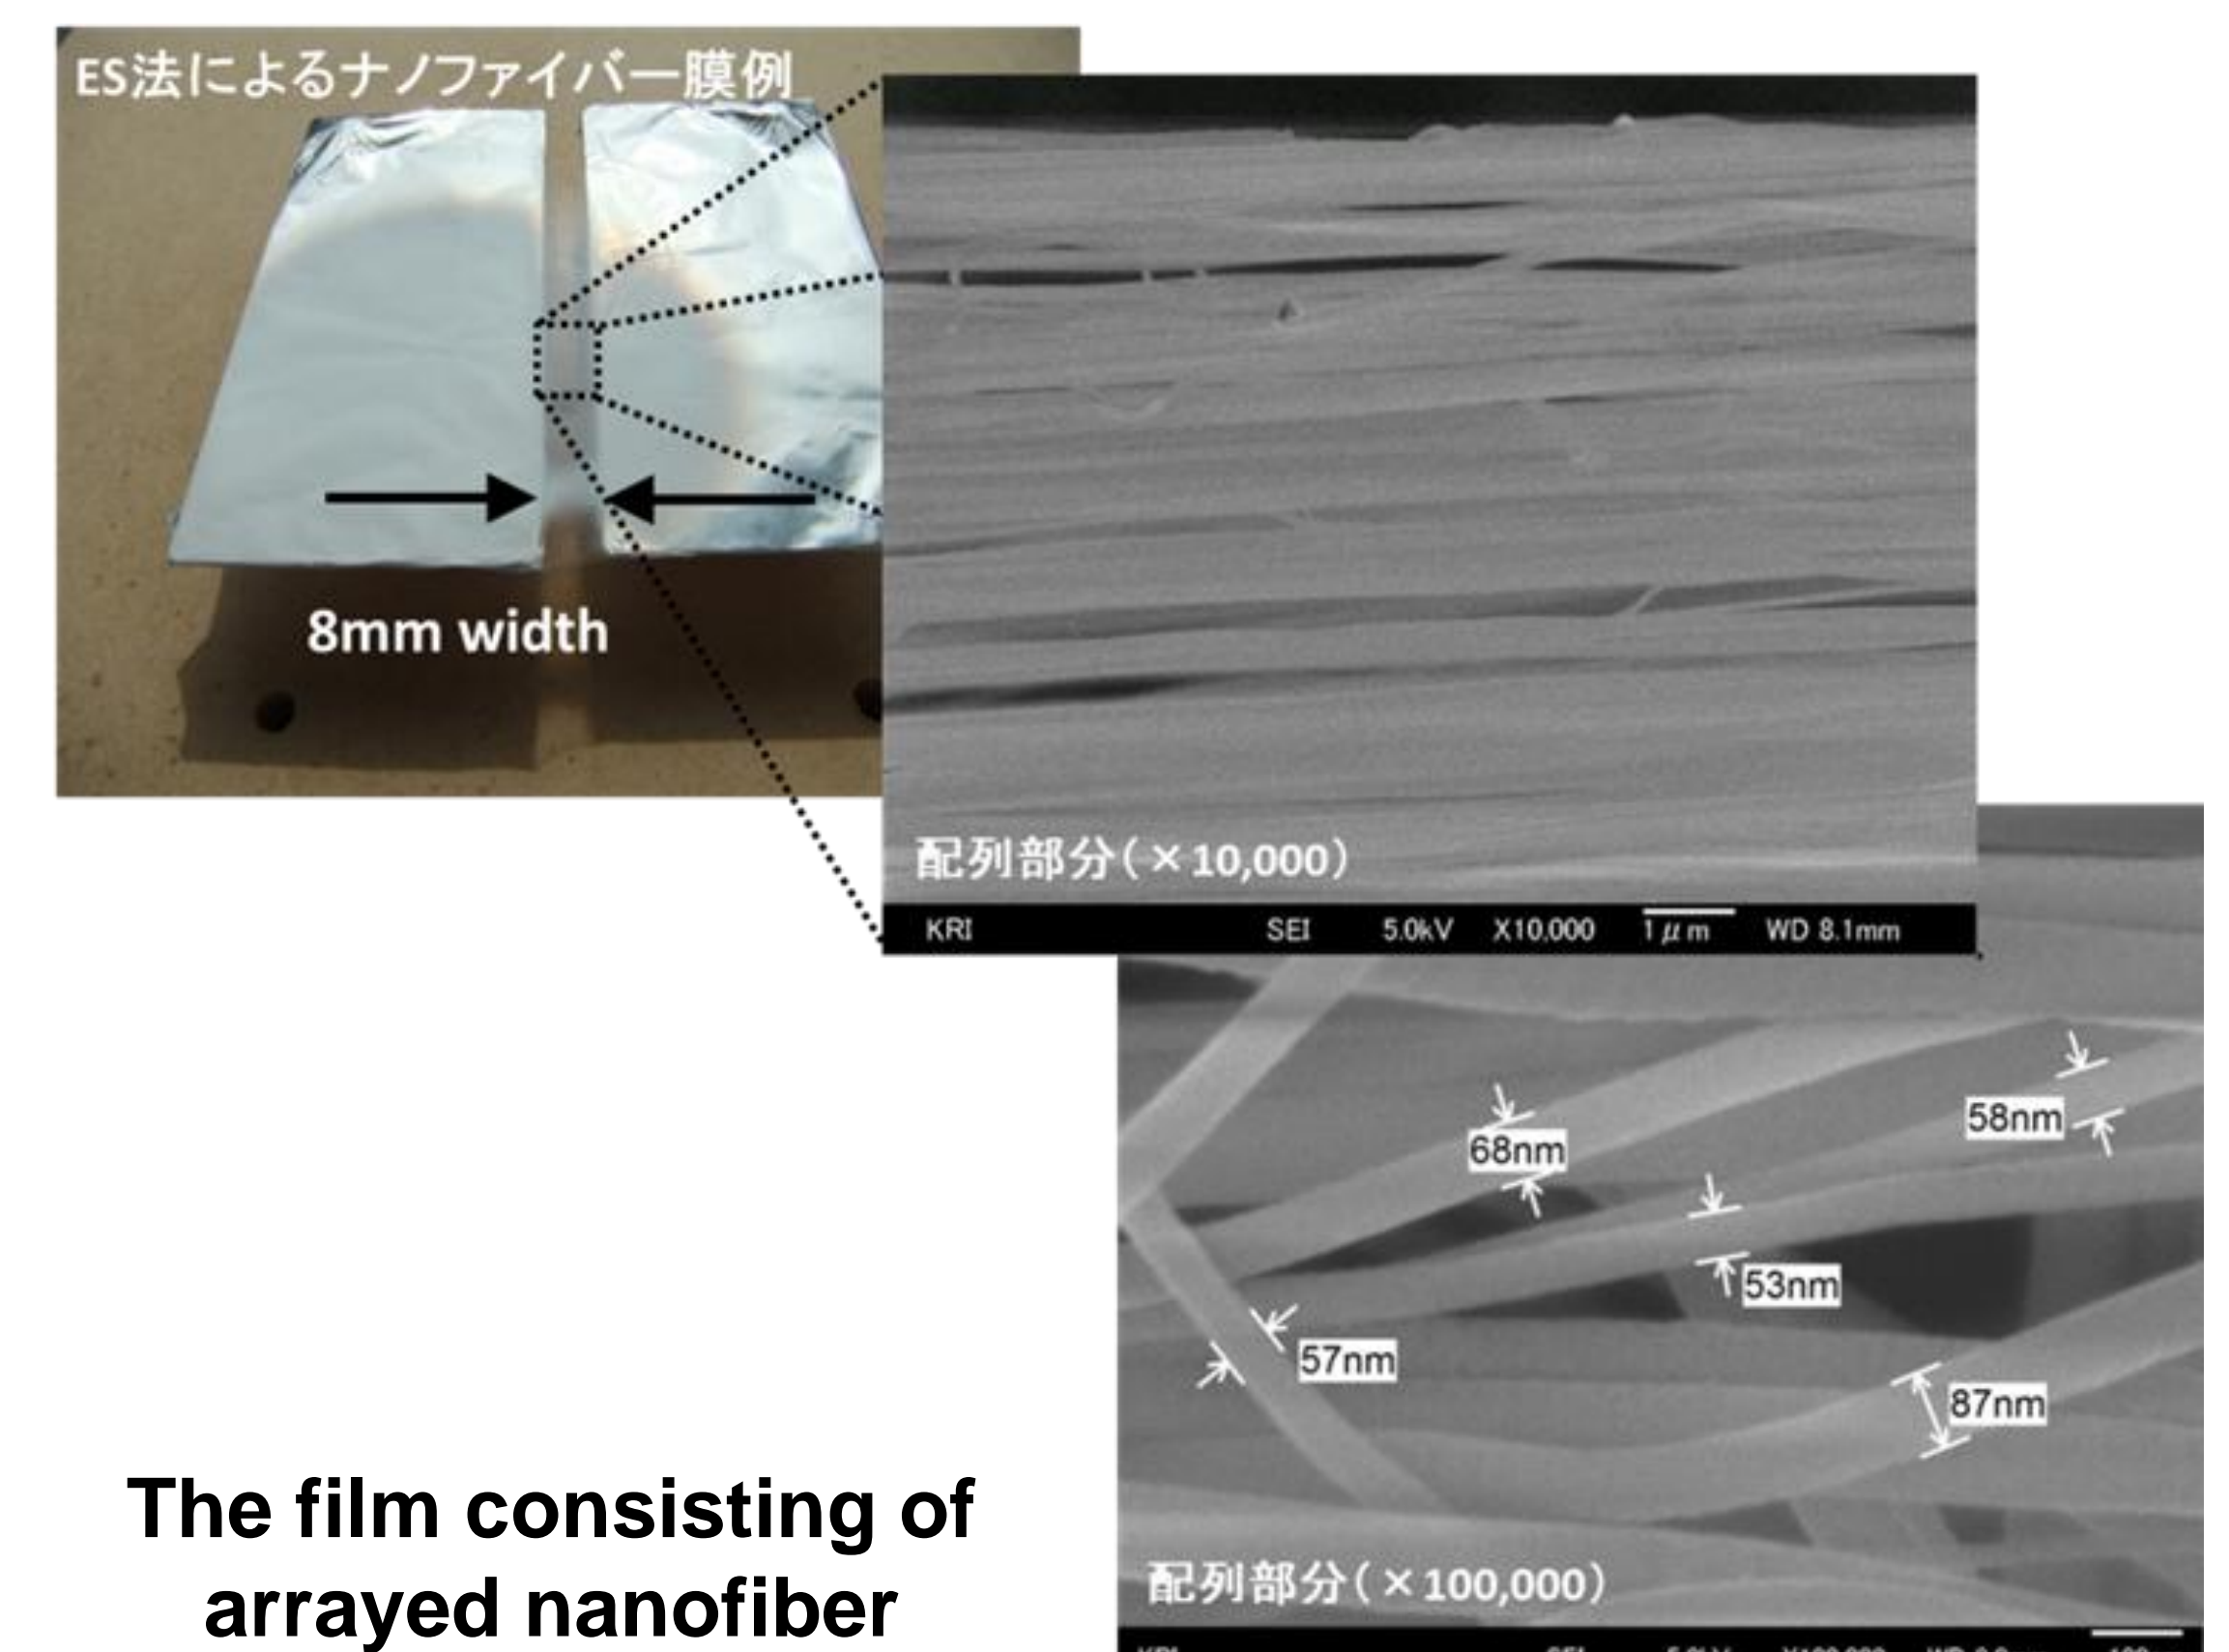 ES法によるナノファイバー膜例
8mm width
配列部分(×10,000)
KRI SEI 5.0kV X10,000 1μm WD 8.1mm
68nm
58nm
53nm
57nm
87nm
配列部分(×100,000)
The film consisting of
arrayed nanofiber